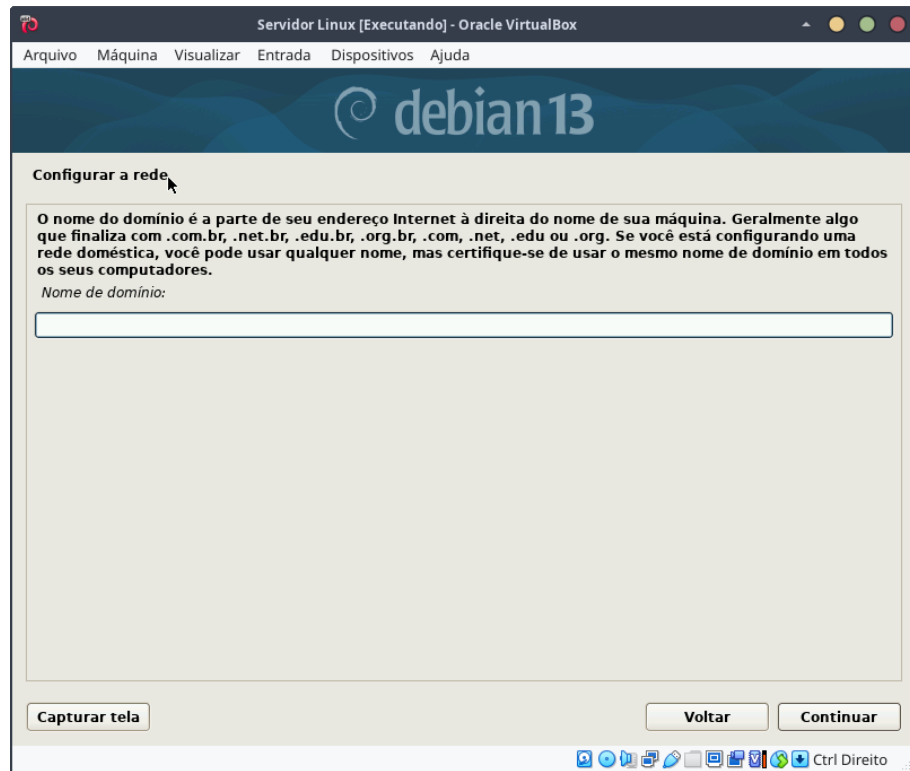 Servidor Linux [Executando] - Oracle VirtualBox
Arquivo Máquina Visualizar Entrada Dispositivos Ajuda
debian 13
Configurar a rede
O nome do domínio é a parte de seu endereço Internet à direita do nome de sua máquina. Geralmente algo
que finaliza com .com.br, .net.br, .edu.br, .org.br, .com, .net, .edu ou .org. Se você está configurando uma
rede doméstica, você pode usar qualquer nome, mas certifique-se de usar o mesmo nome de domínio em todos
os seus computadores.
Nome de domínio:
Capturar tela
Voltar
Continuar
Ctrl Direito